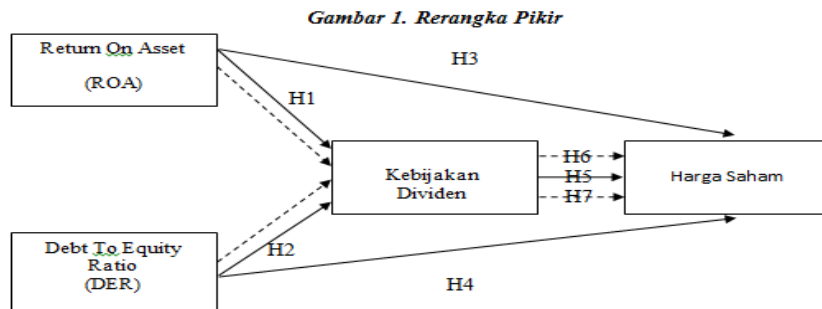 Gambar 1. Rerangka Pikir
Return On Asset
(ROA)
H3
H1
Kebijakan
Dividen
H6
H5
H7
Harga Saham
Debt To Equity
Ratio
(DER)
H2
H4